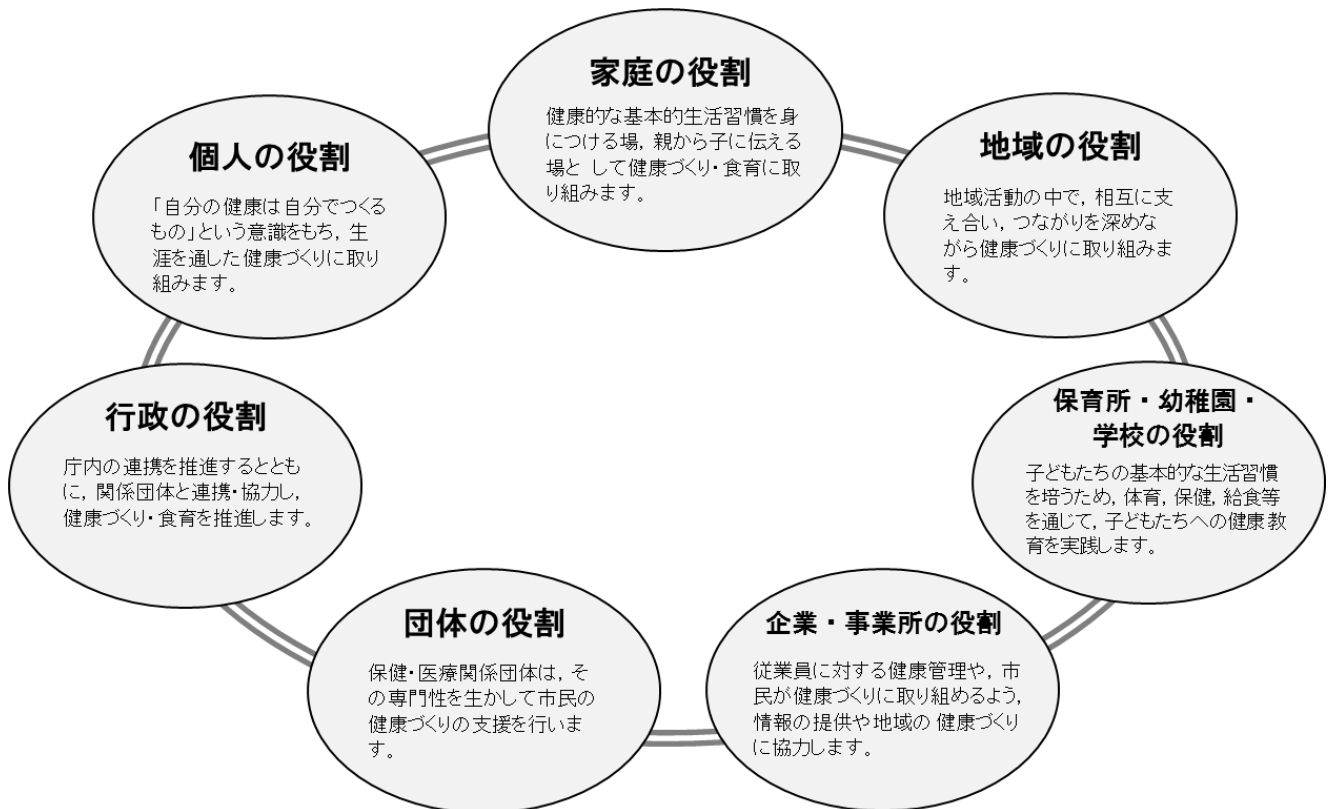 家庭の役割
健康的な基本的生活習慣を身
につける場，親から子に伝える
場と して健康づくり・食育に取
り組みます。
個人の役割
「自分の健康は自分でつくる
もの」という意識をもち，生
涯を通した健康づくりに取り
組みます。
地域の役割
地域活動の中で，相互に支
え合い，つながりを深めな
がら健康づくりに取り組みま
す。
行政の役割
庁内の連携を推進するととも
に，関係団体と連携・協力し，
健康づくり・食育を推進します。
保育所・幼稚園・
学校の役割
子どもたちの基本的な生活習慣
を培うため，体育，保健，給食等
を通じて，子どもたちへの健康教
育を実践します。
団体の役割
保健・医療関係団体は，そ
の専門性を生かして市民の
健康づくりの支援を行いま
す。
企業・事業所の役割
従業員に対する健康管理や，市
民が健康づくりに取り組めるよう，
情報の提供や地域の 健康づくり
に協力します。